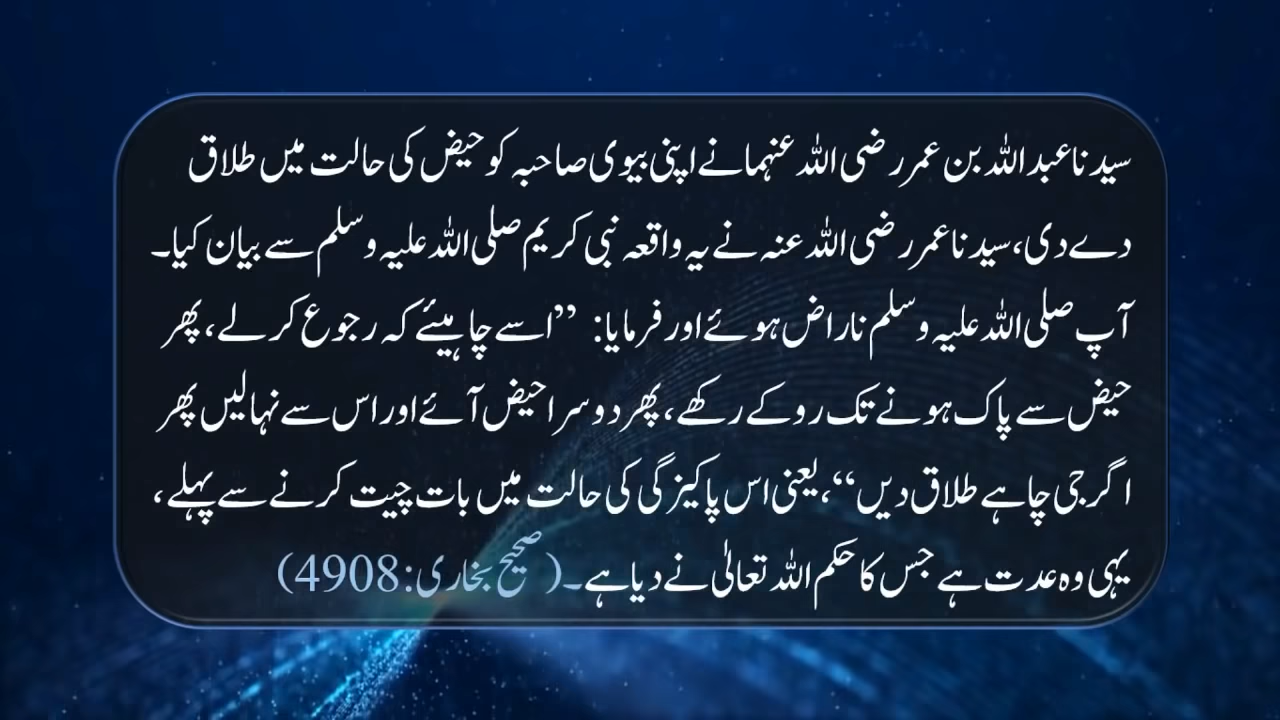 سیدنا عبداللہ بن عمر رضی اللہ عنہما نے اپنی بیوی صاحبہ کو حیض کی حالت میں طلاق
دے دی، سیدنا عمر رضی اللہ عنہ نے یہ واقعہ نبی کریم صلی اللہ علیہ وسلم سے بیان کیا۔
آپ صلی اللہ علیہ وسلم ناراض ہوئے اور فرمایا: ”اسے چاہیئے کہ رجوع کر لے، پھر
حیض سے پاک ہونے تک روکے رکھے، پھر دوسرا حیض آئے اور اس سے نہا لیں پھر
اگر جی چاہے طلاق دیں“، یعنی اس پاکیزگی کی حالت میں بات چیت کرنے سے پہلے،
یہی وہ عدت ہے جس کا حکم اللہ تعالیٰ نے دیا ہے۔ (صحیح بخاری: 4908)